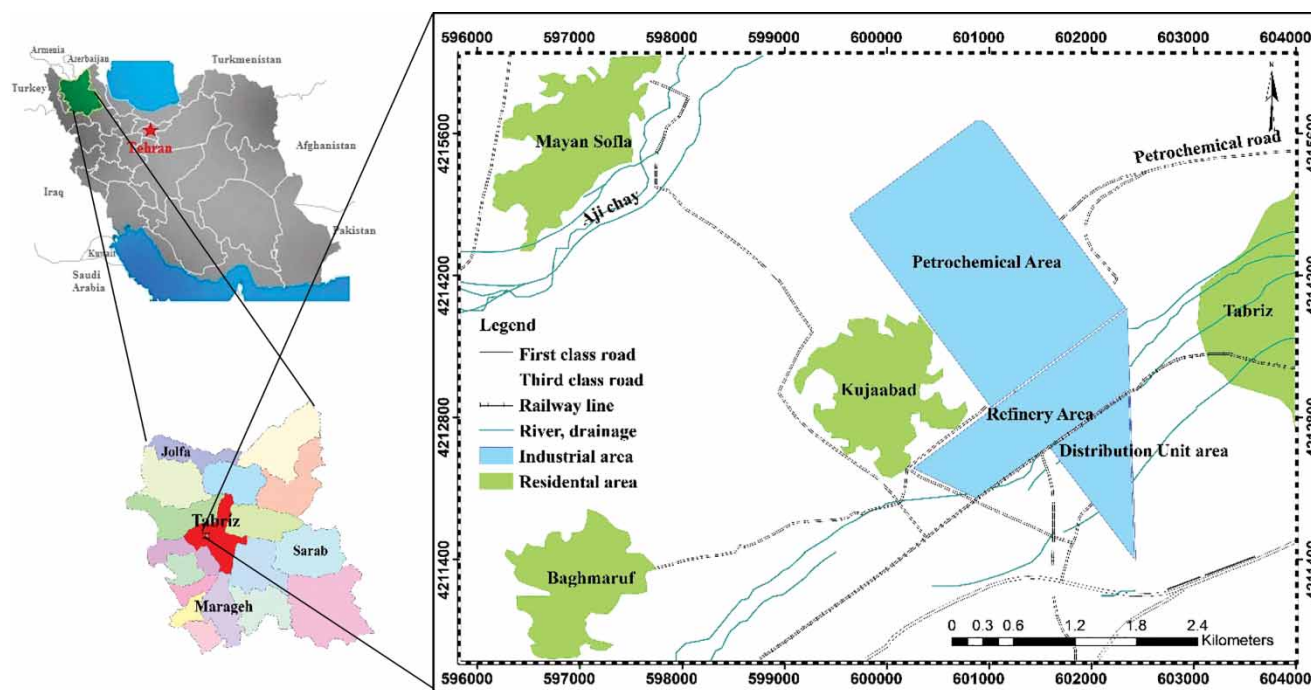 Armenia
Azerbaijan
Turkmenistan
Turkey
Tehran
Afghanistan
Iraq
Pakistan
Kuwait
Saudi
Arabia
Jolfa
Tabriz
Sarab
Marageh
596000 597000 598000 599000 600000 601000 602000 603000 604000
4215600
4214200
4212800
4211400
Mayan Sofla
Aji chay
Petrochemical road
Petrochemical Area
Tabriz
Kujaabad
Refinery Area
Distribution Unit area
Baghmaruf
Legend
First class road
Third class road
Railway line
River, drainage
Industrial area
Residental area
N
0 0.3 0.6 1.2 1.8 2.4
Kilometers
4215600
4214200
4212800
4211400
596000 597000 598000 599000 600000 601000 602000 603000 604000